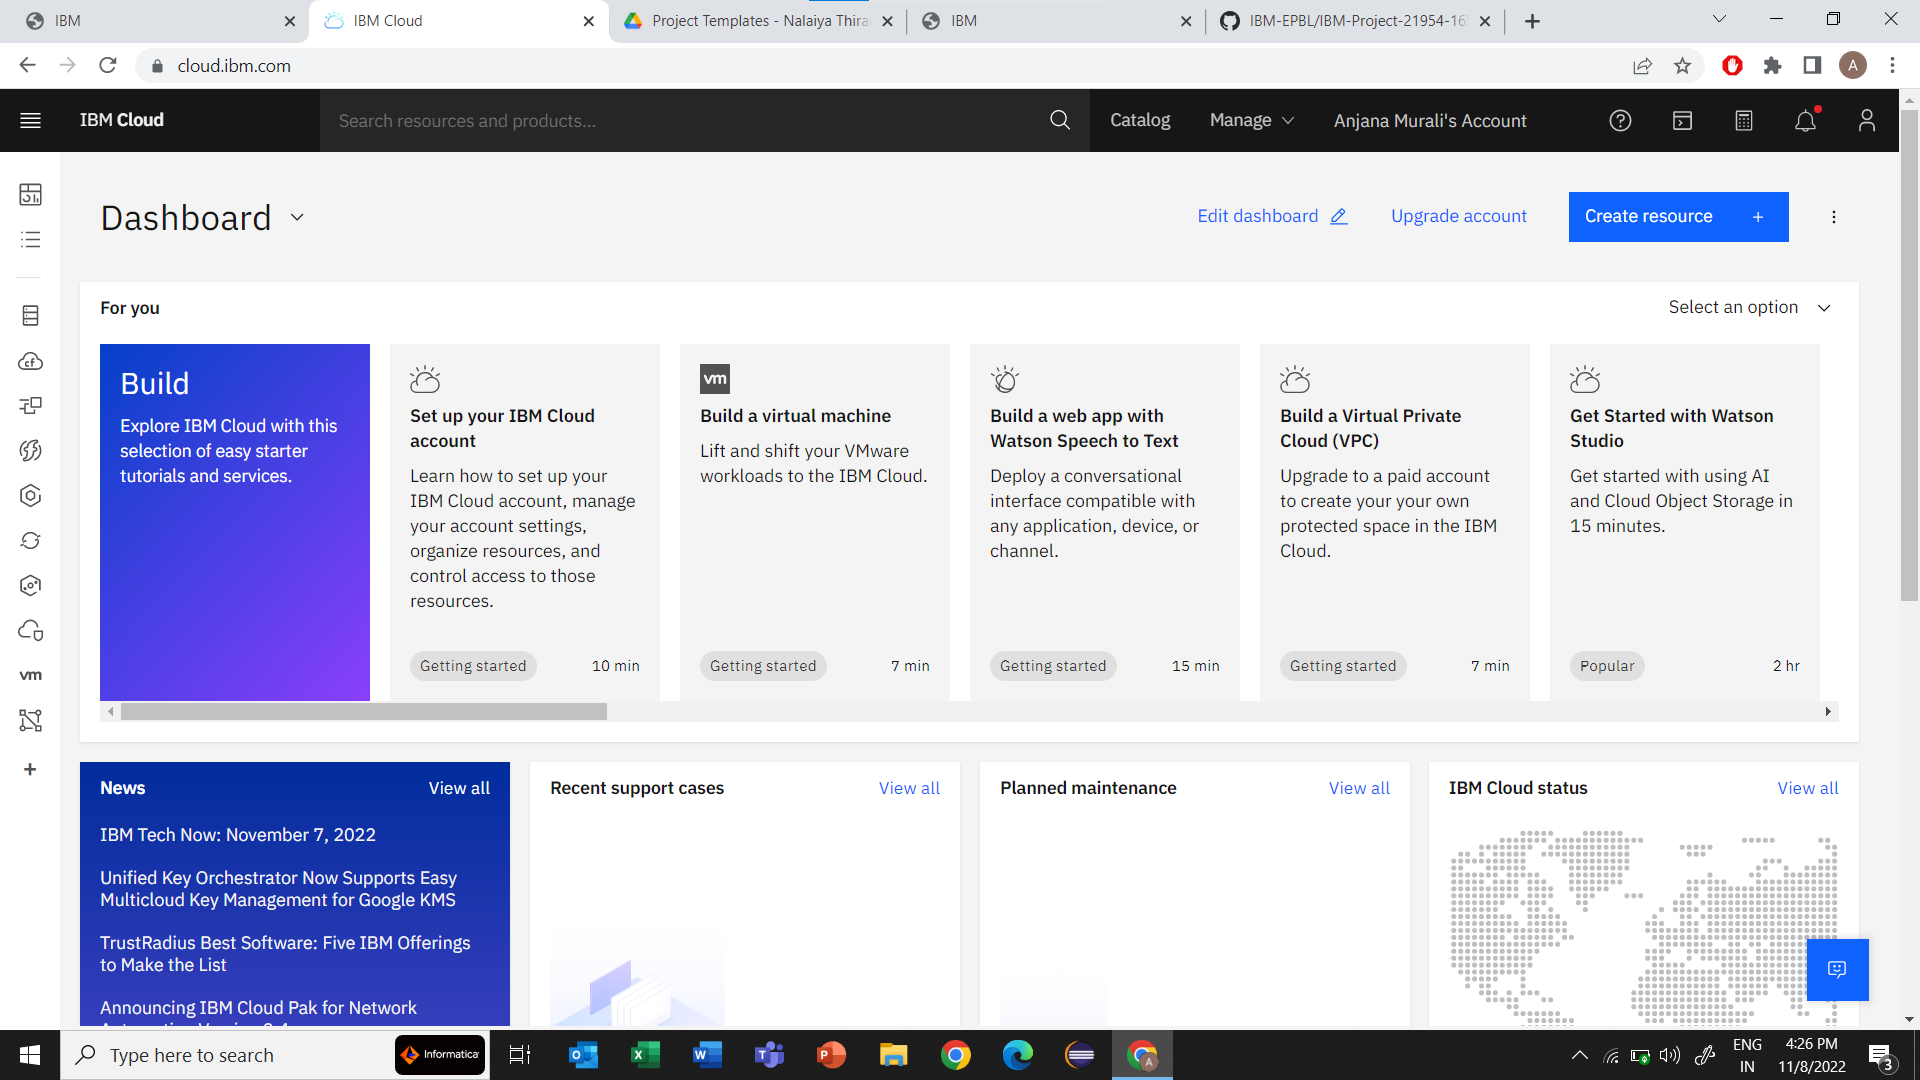 IBM
IBM Cloud
Project Templates - Nalaiya Thira
IBM
IBM-EPBL/IBM-Project-21954-16
cloud.ibm.com
A
IBM Cloud
Search resources and products...
Catalog
Manage
Anjana Murali's Account
Dashboard
Edit dashboard
Upgrade account
Create resource +
For you
Select an option
Build
Explore IBM Cloud with this
selection of easy starter
tutorials and services.
Set up your IBM Cloud
account
Learn how to set up your
IBM Cloud account, manage
your account settings,
organize resources, and
control access to those
resources.
Getting started
10 min
vm
Build a virtual machine
Lift and shift your VMware
workloads to the IBM Cloud.
Getting started
7 min
Build a web app with
Watson Speech to Text
Deploy a conversational
interface compatible with
any application, device, or
channel.
Getting started
15 min
Build a Virtual Private
Cloud (VPC)
Upgrade to a paid account
to create your your own
protected space in the IBM
Cloud.
Getting started
7 min
Get Started with Watson
Studio
Get started with using AI
and Cloud Object Storage in
15 minutes.
Popular
2 hr
cf
vm
News
View all
IBM Tech Now: November 7, 2022
Unified Key Orchestrator Now Supports Easy
Multicloud Key Management for Google KMS
TrustRadius Best Software: Five IBM Offerings
to Make the List
Announcing IBM Cloud Pak for Network
Recent support cases
View all
Planned maintenance
View all
IBM Cloud status
View all
Type here to search
Informatica
ENG
IN
4:26 PM
11/8/2022
3